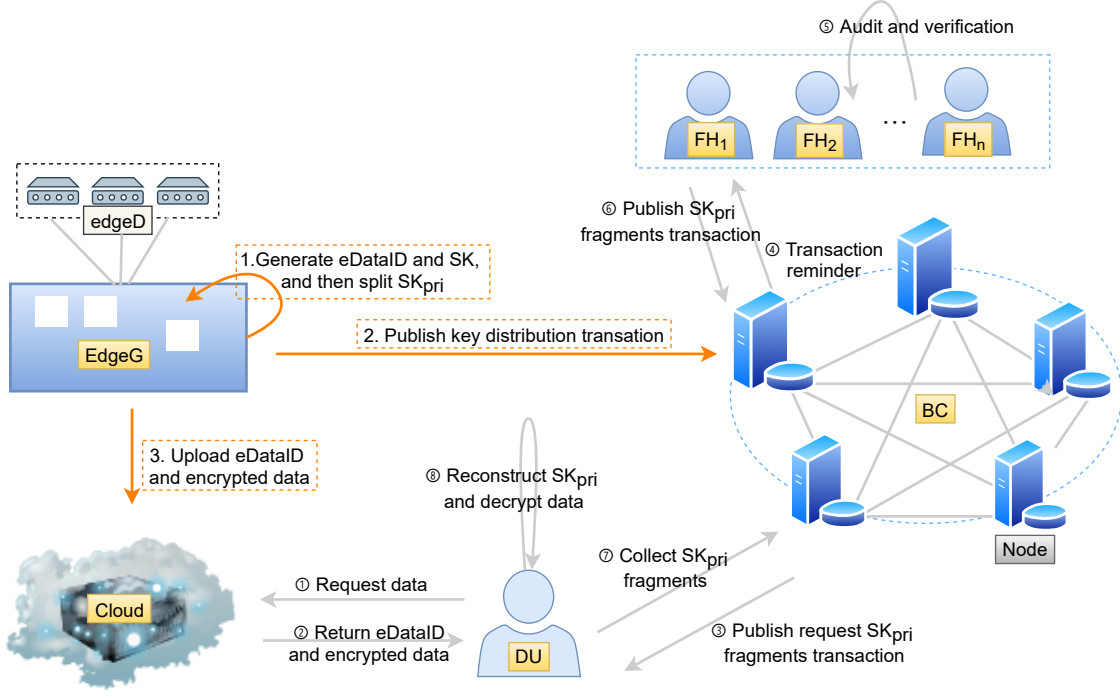 ⑤ Audit and verification
FH1
FH2
...
FHn
edgeD
⑥ Publish SKpri
fragments transaction
④ Transaction
reminder
1.Generate eDataID and SK,
and then split SKpri
EdgeG
2. Publish key distribution transation
BC
3. Upload eDataID
and encrypted data
⑧ Reconstruct SKpri
and decrypt data
Node
⑦ Collect SKpri
fragments
Cloud
① Request data
② Return eDataID
and encrypted data
DU
③ Publish request SKpri
fragments transaction